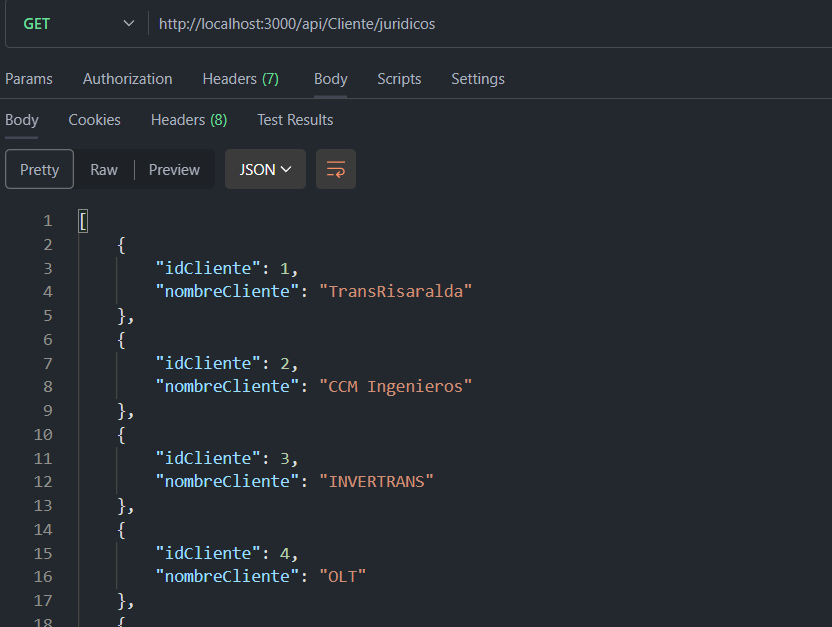 GET http://localhost:3000/api/Cliente/juridicos
Params Authorization Headers (7) Body Scripts Settings
Body Cookies Headers (8) Test Results
Pretty Raw Preview JSON
1 [
2 {
3 "idCliente": 1,
4 "nombreCliente": "TransRisaralda"
5 },
6 {
7 "idCliente": 2,
8 "nombreCliente": "CCM Ingenieros"
9 },
10 {
11 "idCliente": 3,
12 "nombreCliente": "INVERTRANS"
13 },
14 {
15 "idCliente": 4,
16 "nombreCliente": "OLT"
17 },
18 {